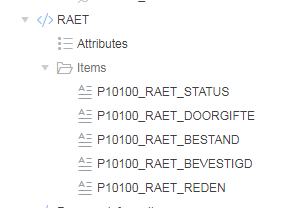 RAET
Attributes
Items
P10100_RAET_STATUS
P10100_RAET_DOORGIFTE
P10100_RAET_BESTAND
P10100_RAET_BEVESTIGD
P10100_RAET_REDEN